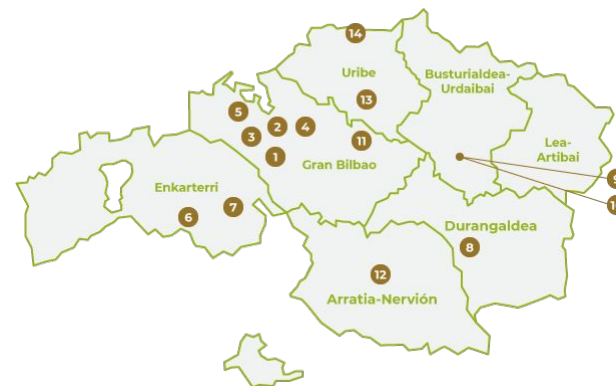 14
Uribe
Busturialdea-
Urdaibai
5
13
2
4
3
11
Lea-
Artibai
1
Gran Bilbao
9
Enkarterri
7
6
Durangaldea
8
12
Arratia-Nervión